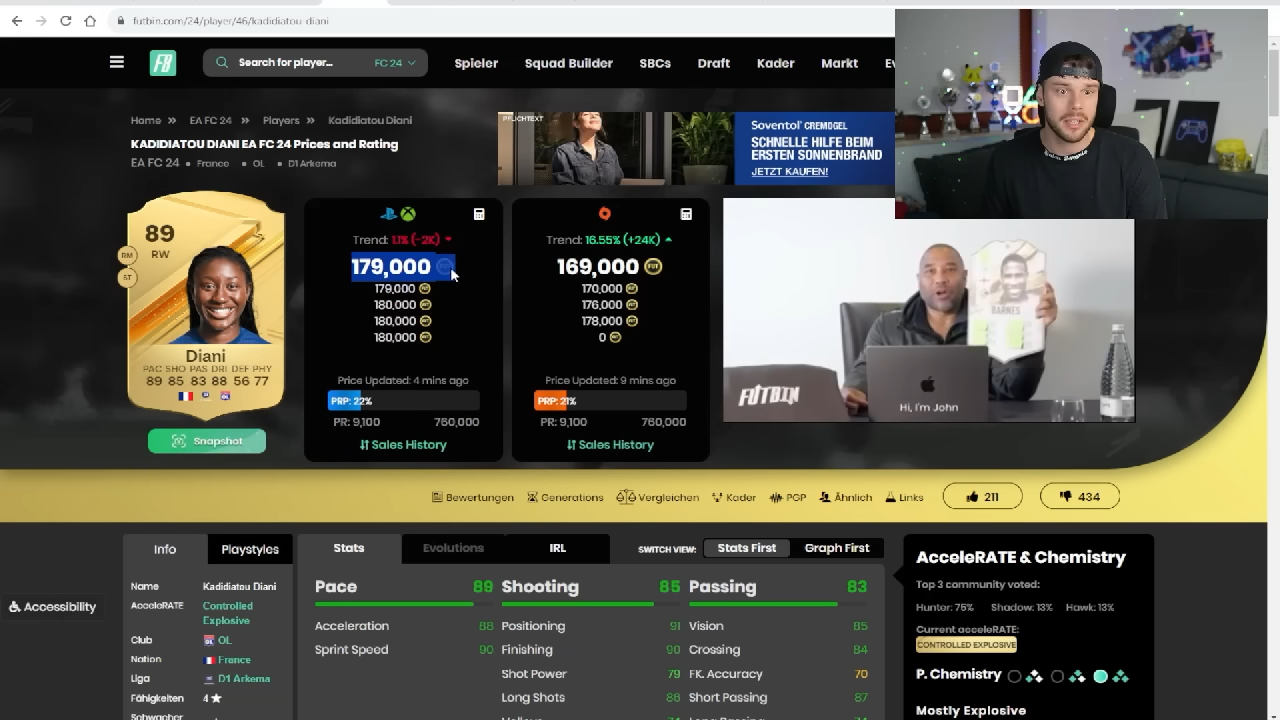 futbin.com/24/player/46/kadidiatou-diani
FB
Search for player...
FC 24
Spieler
Squad Builder
SBCs
Draft
Kader
Markt
Home » EA FC 24 » Players » Kadidiatou Diani
KADIDIATOU DIANI EA FC 24 Prices and Rating
EA FC 24 • France • OL • D1 Arkema
PFLICHTEXT
Soventol® CREMOGEL
SCHNELLE HILFE BEIM
ERSTEN SONNENBRAND
JETZT KAUFEN!
89
RW
RM
ST
Diani
PAC SHO PAS DRI DEF PHY
89 85 83 88 56 77
Snapshot
Trend: 1.1% (-2K)
179,000
179,000
180,000
180,000
180,000
Price Updated: 4 mins ago
PRP: 22%
PR: 9,100 760,000
Sales History
Trend: 16.55% (+24K)
169,000
170,000
176,000
178,000
0
Price Updated: 9 mins ago
PRP: 21%
PR: 9,100 760,000
Sales History
BARNES
FUTBIN
Hi, I'm John
Bewertungen
Generations
Vergleichen
Kader
PGP
Ähnlich
Links
211
434
Info
Playstyles
Name Kadidiatou Diani
AcceleRATE Controlled
Explosive
Club OL
Nation France
Liga D1 Arkema
Fähigkeiten 4
Schwacher
Accessibility
Stats
Evolutions
IRL
SWITCH VIEW:
Stats First
Graph First
Pace 89
Acceleration 88
Sprint Speed 90
Shooting 85
Positioning 91
Finishing 90
Shot Power 79
Long Shots 86
Passing 83
Vision 85
Crossing 84
FK. Accuracy 70
Short Passing 87
AcceleRATE & Chemistry
Top 3 community voted:
Hunter: 75% Shadow: 13% Hawk: 13%
Current acceleRATE:
CONTROLLED EXPLOSIVE
P. Chemistry
Mostly Explosive